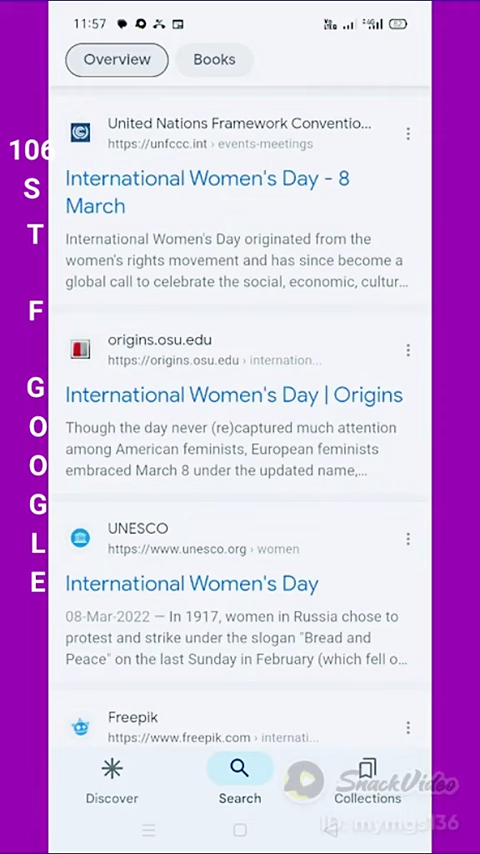 11:57
Overview
Books
United Nations Framework Conventio...
https://unfccc.int › events-meetings
International Women's Day - 8
March
International Women's Day originated from the
women's rights movement and has since become a
global call to celebrate the social, economic, cultur...
origins.osu.edu
https://origins.osu.edu › internation...
International Women's Day | Origins
Though the day never (re)captured much attention
among American feminists, European feminists
embraced March 8 under the updated name,...
UNESCO
https://www.unesco.org › women
International Women's Day
08-Mar-2022 — In 1917, women in Russia chose to
protest and strike under the slogan "Bread and
Peace" on the last Sunday in February (which fell o...
Freepik
https://www.freepik.com › internati...
Discover
Search
Collections
SnackVideo
ID: mymgs136
106
S
T
F
G
O
O
G
L
E